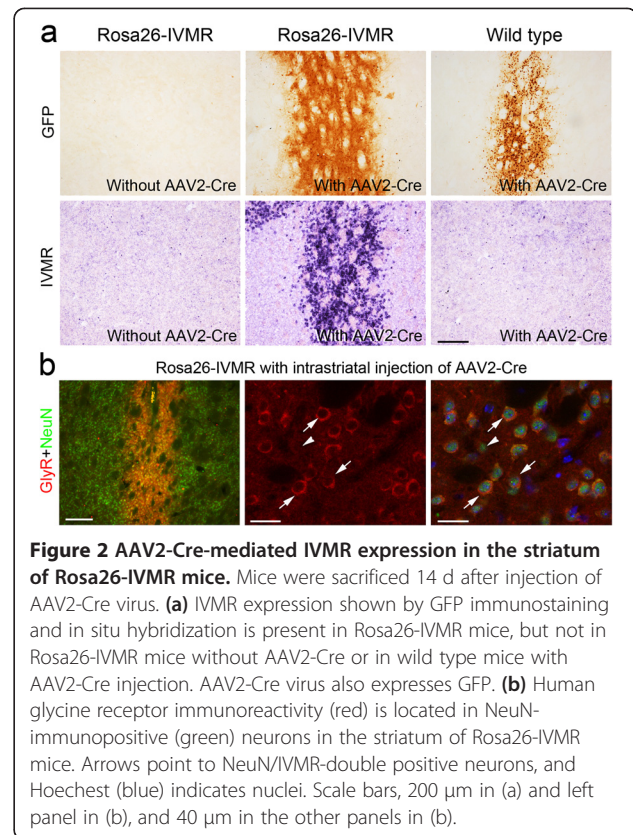 a
Rosa26-IVMR Rosa26-IVMR Wild type
GFP
Without AAV2-Cre With AAV2-Cre With AAV2-Cre
IVMR
Without AAV2-Cre With AAV2-Cre With AAV2-Cre
b
Rosa26-IVMR with intrastriatal injection of AAV2-Cre
GlyR+NeuN
Figure 2 AAV2-Cre-mediated IVMR expression in the striatum
of Rosa26-IVMR mice. Mice were sacrificed 14 d after injection of
AAV2-Cre virus. (a) IVMR expression shown by GFP immunostaining
and in situ hybridization is present in Rosa26-IVMR mice, but not in
Rosa26-IVMR mice without AAV2-Cre or in wild type mice with
AAV2-Cre injection. AAV2-Cre virus also expresses GFP. (b) Human
glycine receptor immunoreactivity (red) is located in NeuN-
immunopositive (green) neurons in the striatum of Rosa26-IVMR
mice. Arrows point to NeuN/IVMR-double positive neurons, and
Hoechest (blue) indicates nuclei. Scale bars, 200 μm in (a) and left
panel in (b), and 40 μm in the other panels in (b).